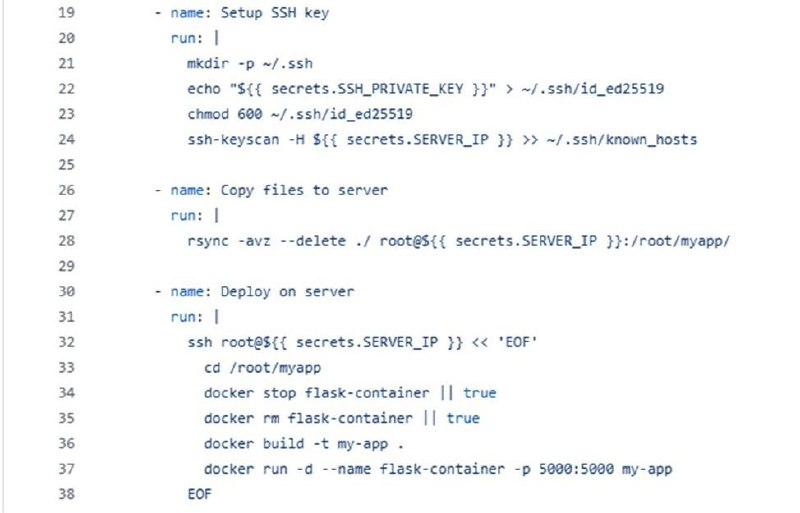 19 - name: Setup SSH key
20 run: |
21 mkdir -p ~/.ssh
22 echo "${{ secrets.SSH_PRIVATE_KEY }}" > ~/.ssh/id_ed25519
23 chmod 600 ~/.ssh/id_ed25519
24 ssh-keyscan -H ${{ secrets.SERVER_IP }} >> ~/.ssh/known_hosts
25
26 - name: Copy files to server
27 run: |
28 rsync -avz --delete ./ root@${{ secrets.SERVER_IP }}:/root/myapp/
29
30 - name: Deploy on server
31 run: |
32 ssh root@${{ secrets.SERVER_IP }} << 'EOF'
33 cd /root/myapp
34 docker stop flask-container || true
35 docker rm flask-container || true
36 docker build -t my-app .
37 docker run -d --name flask-container -p 5000:5000 my-app
38 EOF